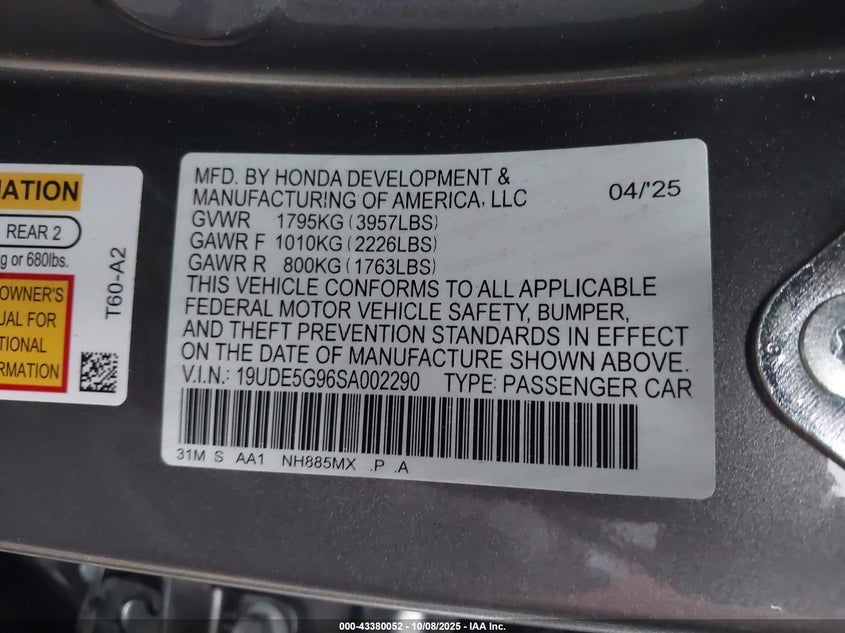 MATION
REAR 2
g or 680lbs.
OWNER'S
UAL FOR
TIONAL
ORMATION
T60-A2
MFD. BY HONDA DEVELOPMENT &
MANUFACTURING OF AMERICA, LLC 04/'25
GVWR 1795KG (3957LBS)
GAWR F 1010KG (2226LBS)
GAWR R 800KG (1763LBS)
THIS VEHICLE CONFORMS TO ALL APPLICABLE
FEDERAL MOTOR VEHICLE SAFETY, BUMPER,
AND THEFT PREVENTION STANDARDS IN EFFECT
ON THE DATE OF MANUFACTURE SHOWN ABOVE.
V.I.N.: 19UDE5G96SA002290 TYPE: PASSENGER CAR
31M S AA1 NH885MX .P .A
000-43380052 - 10/08/2025 - IAA Inc.